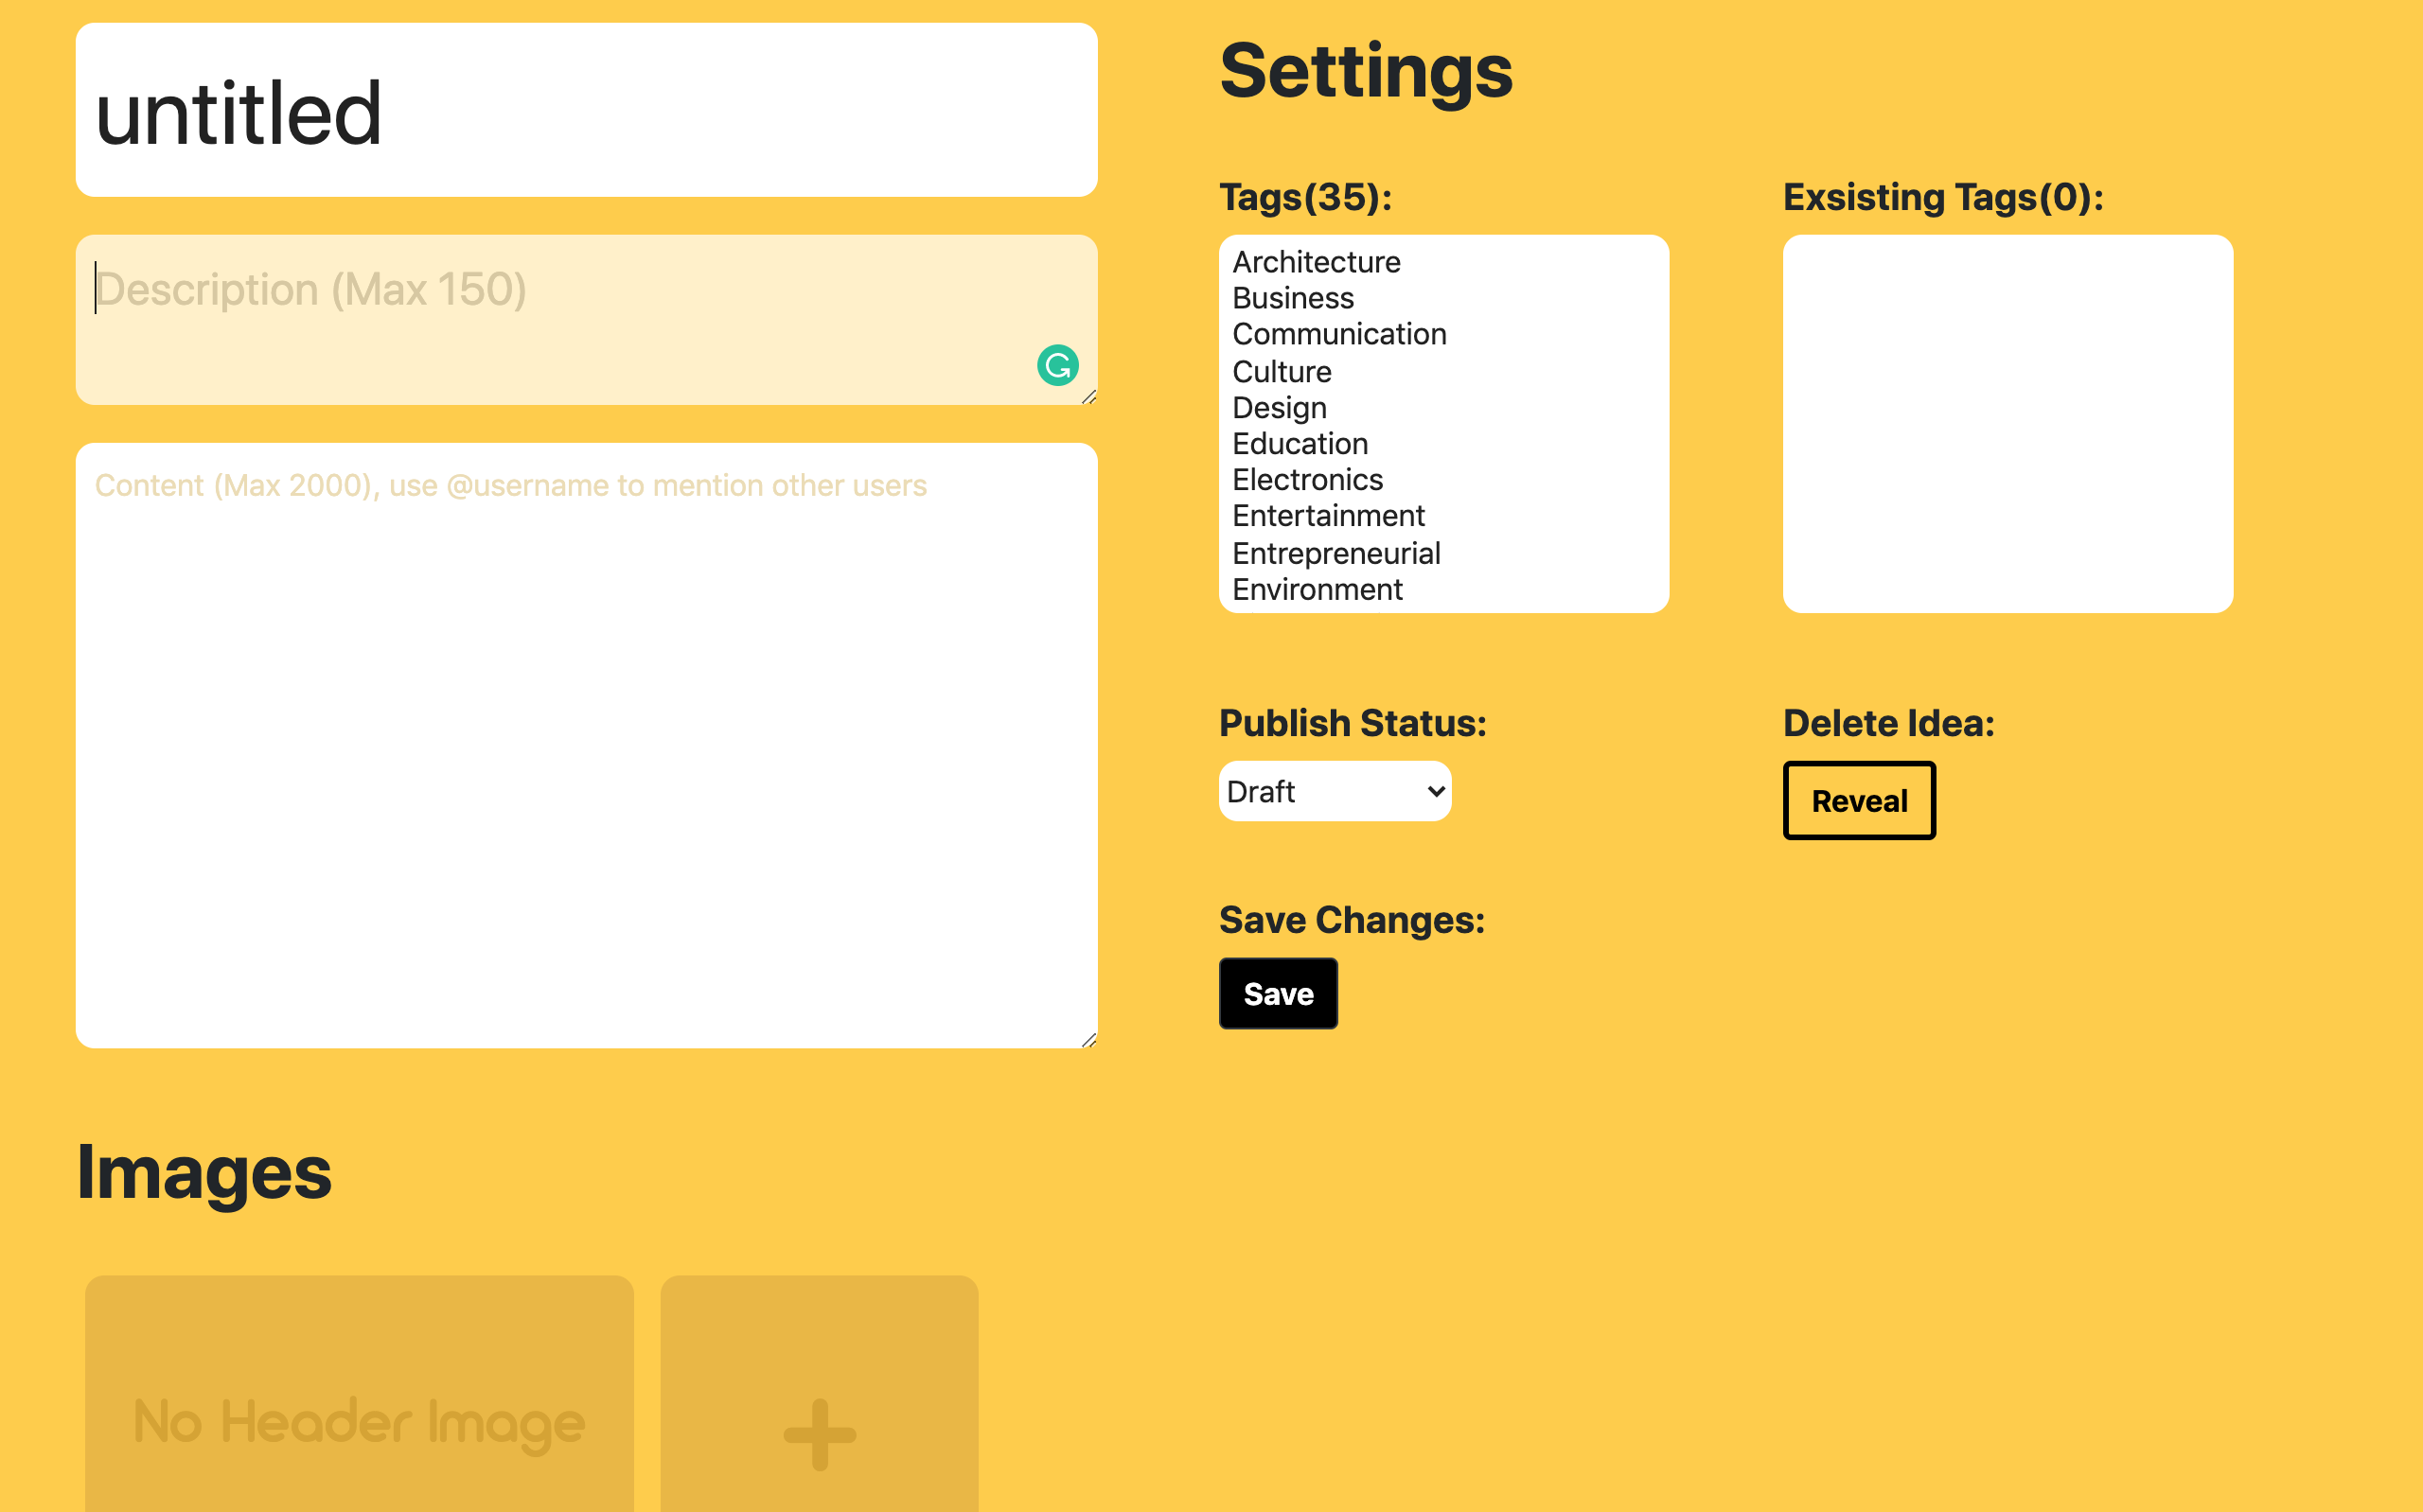 untitled
Description (Max 150)
Content (Max 2000), use @username to mention other users
Settings
Tags(35):
Architecture
Business
Communication
Culture
Design
Education
Electronics
Entertainment
Entrepreneurial
Environment
Exsisting Tags(0):
Publish Status:
Draft
Delete Idea:
Reveal
Save Changes:
Save
Images
No Header Image